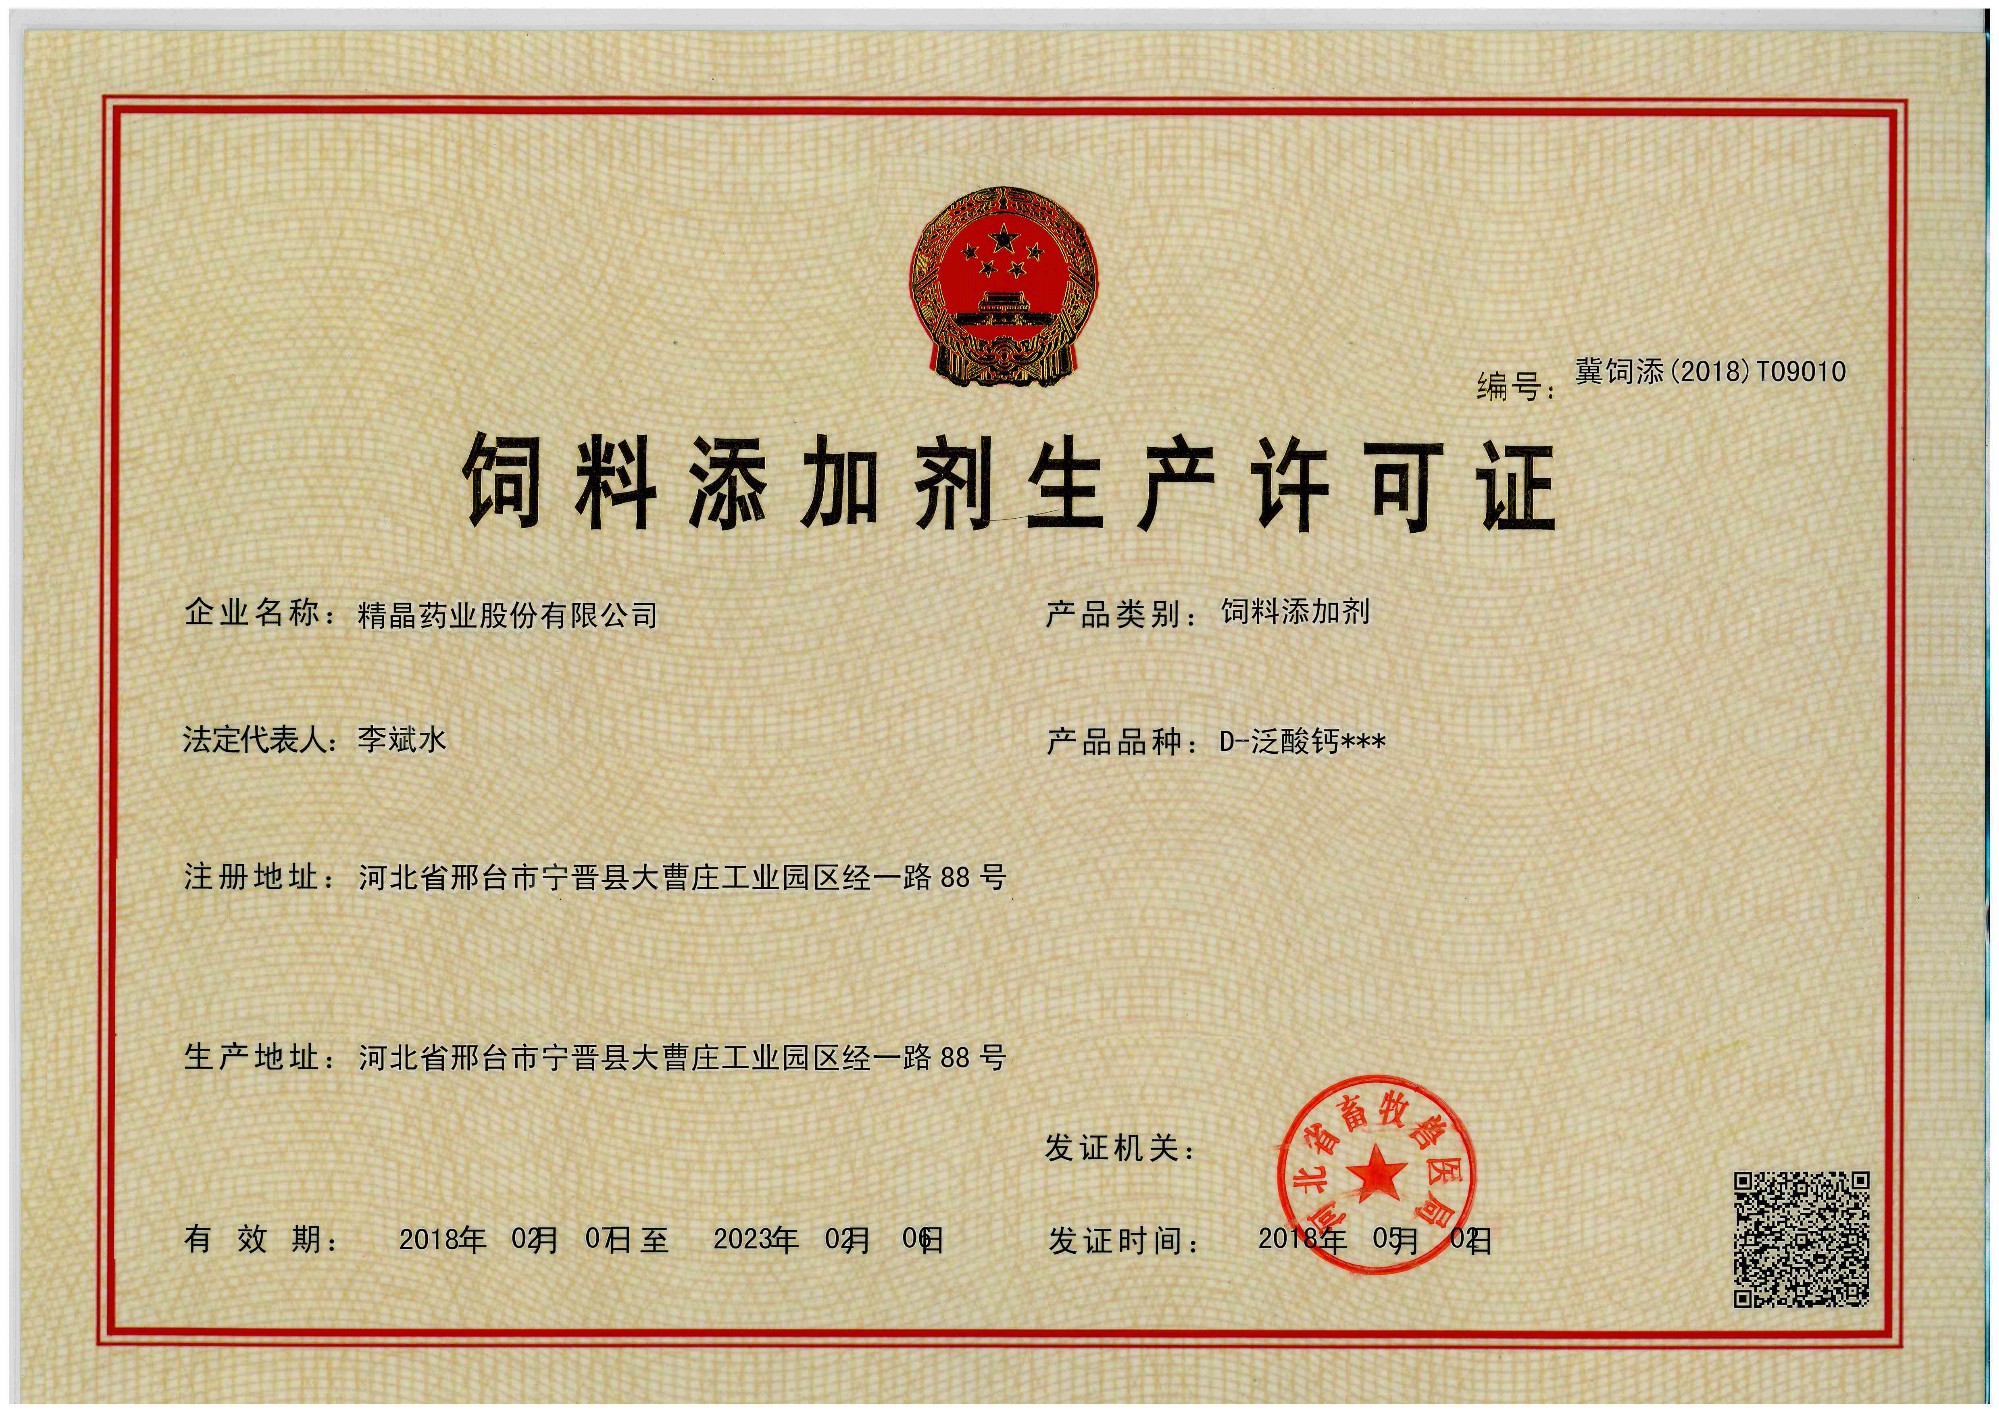 编号：冀饲添(2018)T09010
饲料添加剂生产许可证
企业名称：精晶药业股份有限公司
产品类别：饲料添加剂
法定代表人：李斌水
产品品种：D-泛酸钙***
注册地址：河北省邢台市宁晋县大曹庄工业园区经一路88号
生产地址：河北省邢台市宁晋县大曹庄工业园区经一路88号
发证机关：
河北省畜牧兽医局
有效期：2018年02月07日至2023年02月06日
发证时间：2018年05月02日